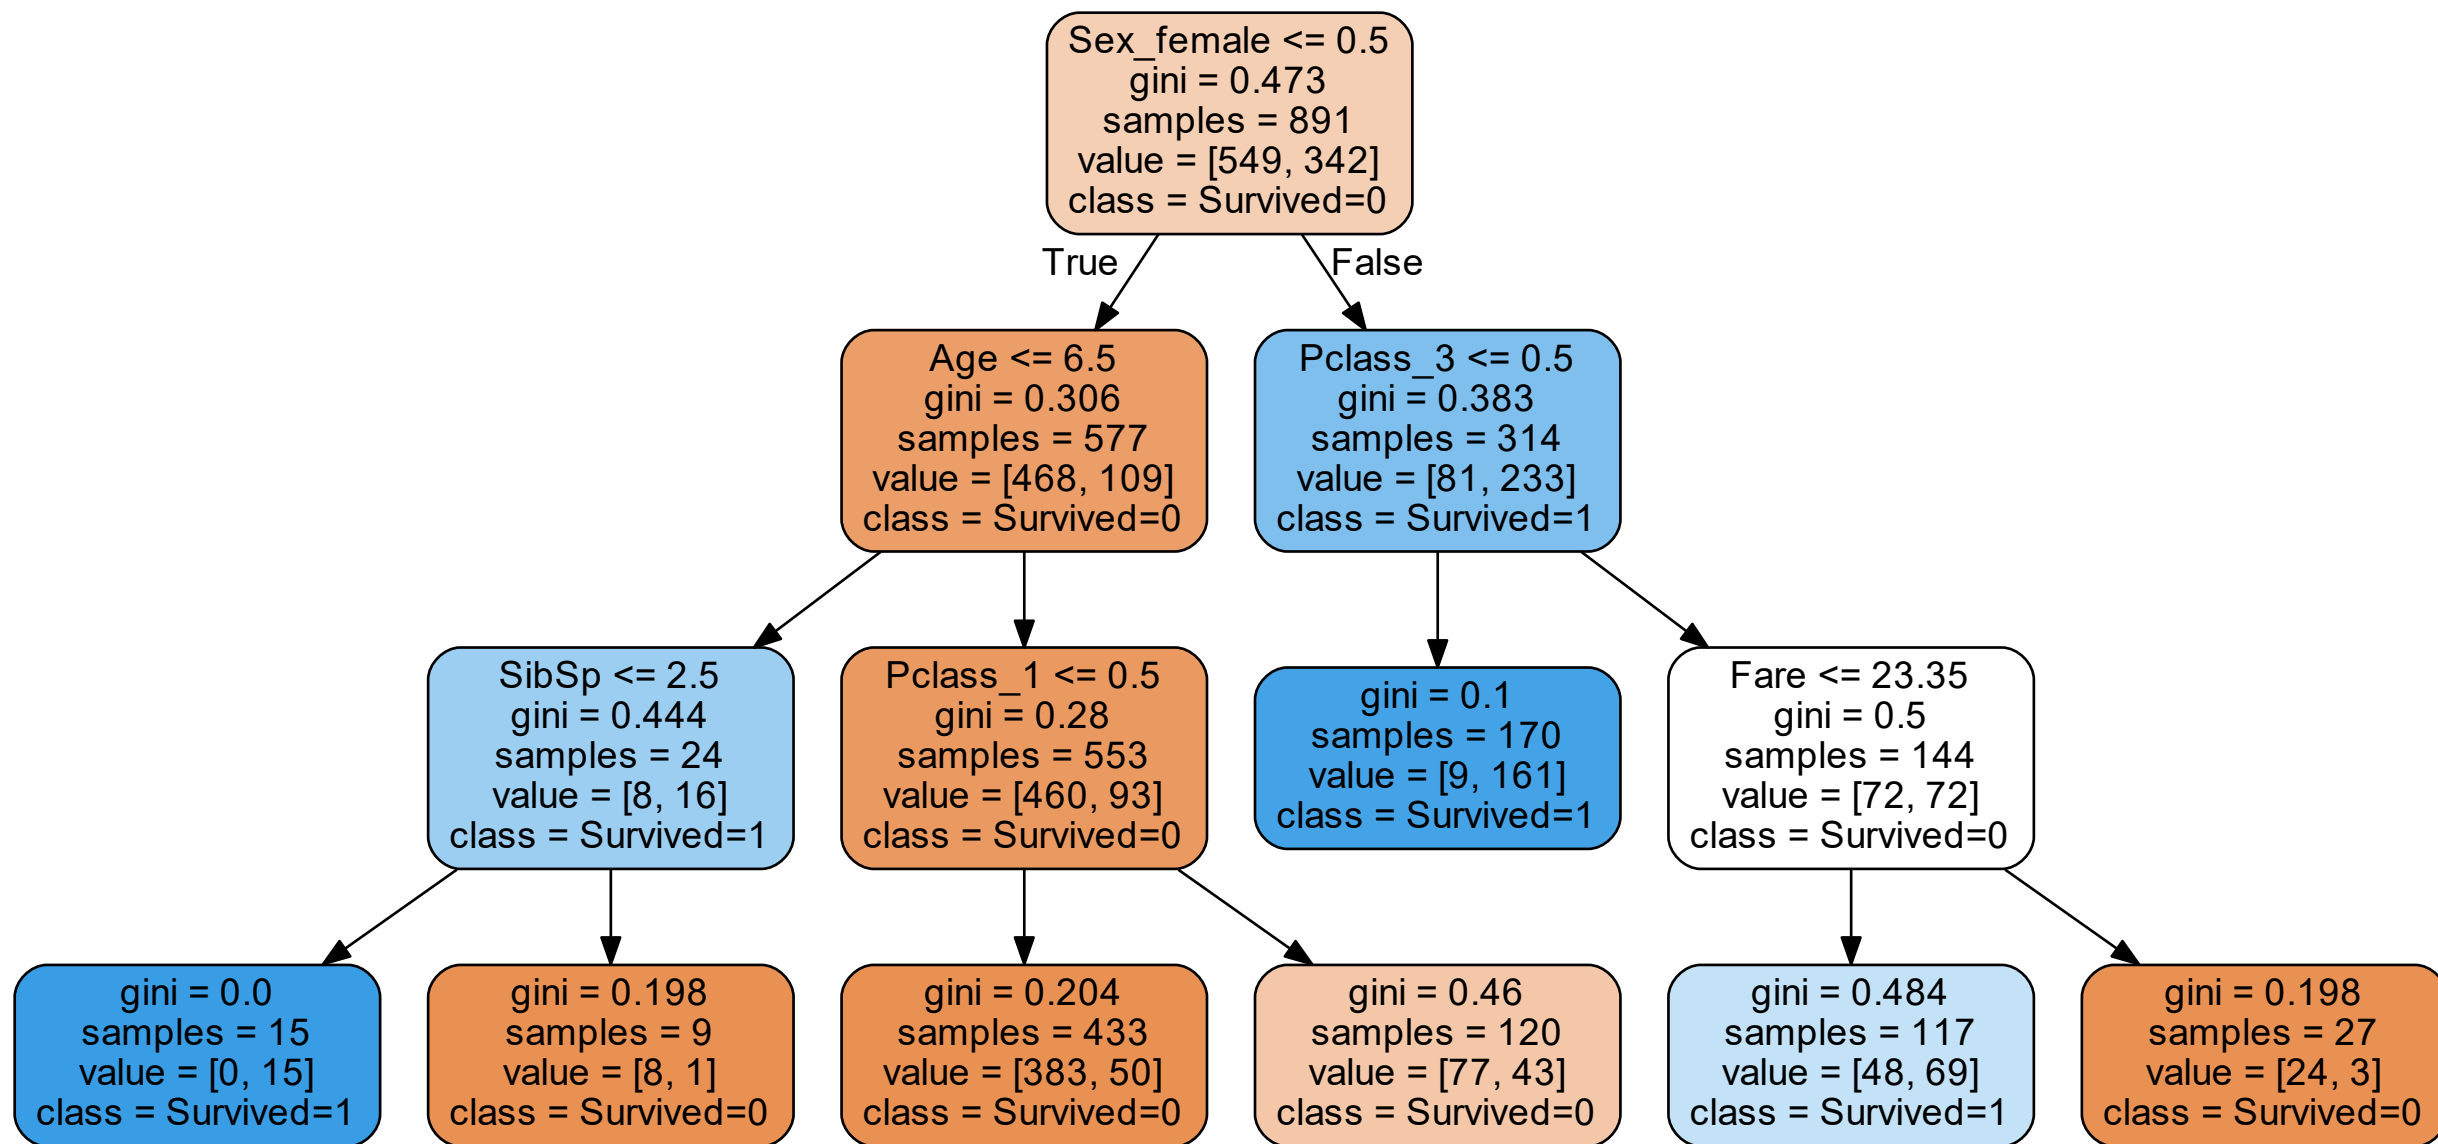 Sex_female <= 0.5
gini = 0.473
samples = 891
value = [549, 342]
class = Survived=0
True
False
Age <= 6.5
gini = 0.306
samples = 577
value = [468, 109]
class = Survived=0
Pclass_3 <= 0.5
gini = 0.383
samples = 314
value = [81, 233]
class = Survived=1
SibSp <= 2.5
gini = 0.444
samples = 24
value = [8, 16]
class = Survived=1
Pclass_1 <= 0.5
gini = 0.28
samples = 553
value = [460, 93]
class = Survived=0
gini = 0.1
samples = 170
value = [9, 161]
class = Survived=1
Fare <= 23.35
gini = 0.5
samples = 144
value = [72, 72]
class = Survived=0
gini = 0.0
samples = 15
value = [0, 15]
class = Survived=1
gini = 0.198
samples = 9
value = [8, 1]
class = Survived=0
gini = 0.204
samples = 433
value = [383, 50]
class = Survived=0
gini = 0.46
samples = 120
value = [77, 43]
class = Survived=0
gini = 0.484
samples = 117
value = [48, 69]
class = Survived=1
gini = 0.198
samples = 27
value = [24, 3]
class = Survived=0